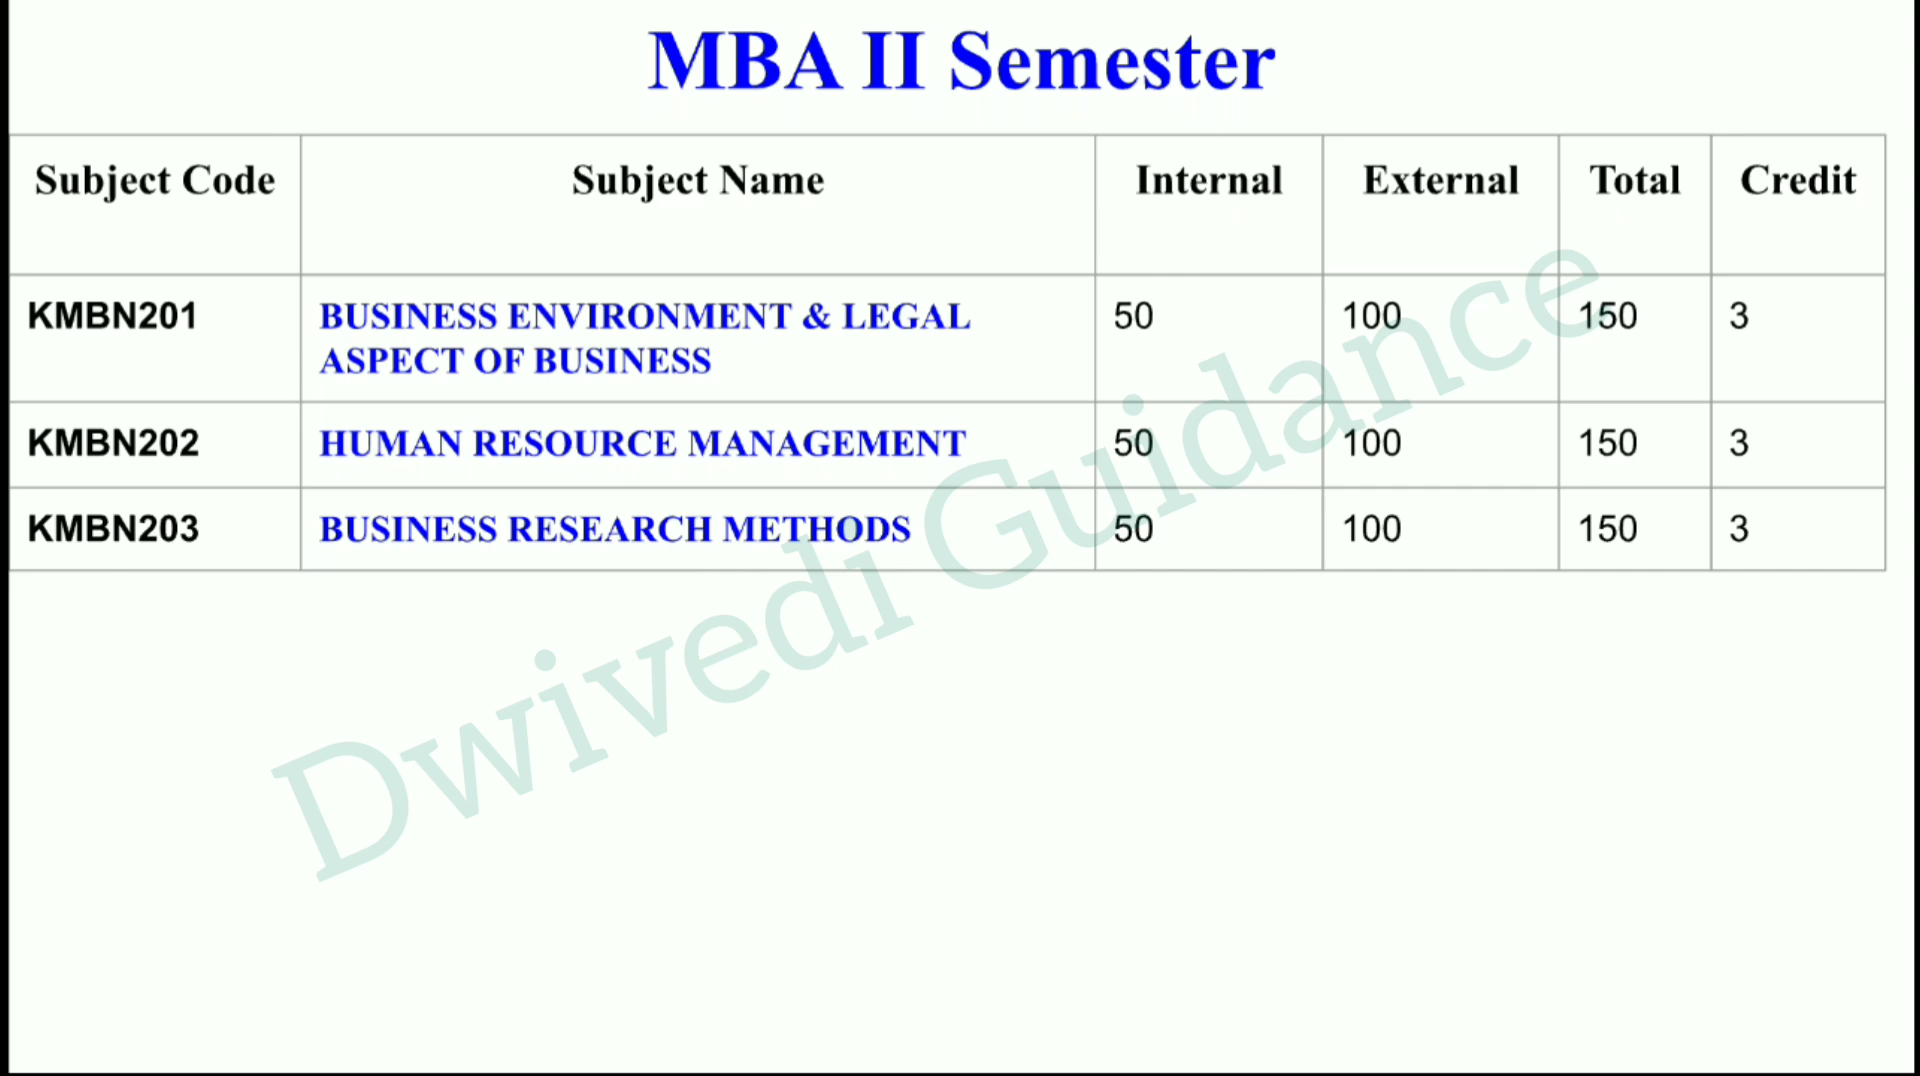 MBA II Semester
Subject Code Subject Name Internal External Total Credit
KMBN201 BUSINESS ENVIRONMENT & LEGAL 50 100 150 3
ASPECT OF BUSINESS
KMBN202 HUMAN RESOURCE MANAGEMENT 50 100 150 3
KMBN203 BUSINESS RESEARCH METHODS 50 100 150 3
Dwivedi Guidance